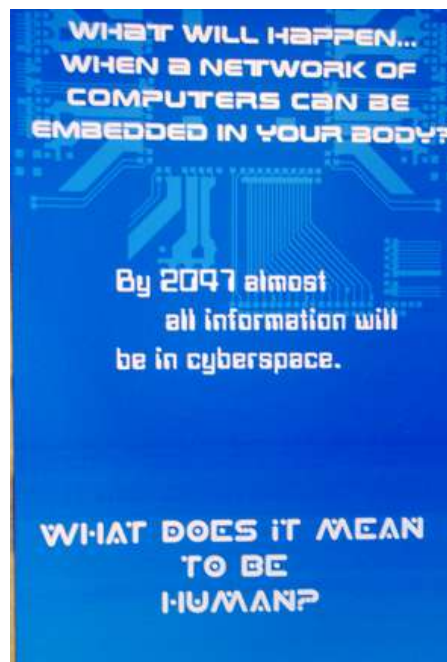 WHAT WILL HAPPEN...
WHEN A NETWORK OF
COMPUTERS CAN BE
EMBEDDED IN YOUR BODY?
By 2047 almost
all information will
be in cyberspace.
WHAT DOES iT MEAN
TO BE
HUMAN?